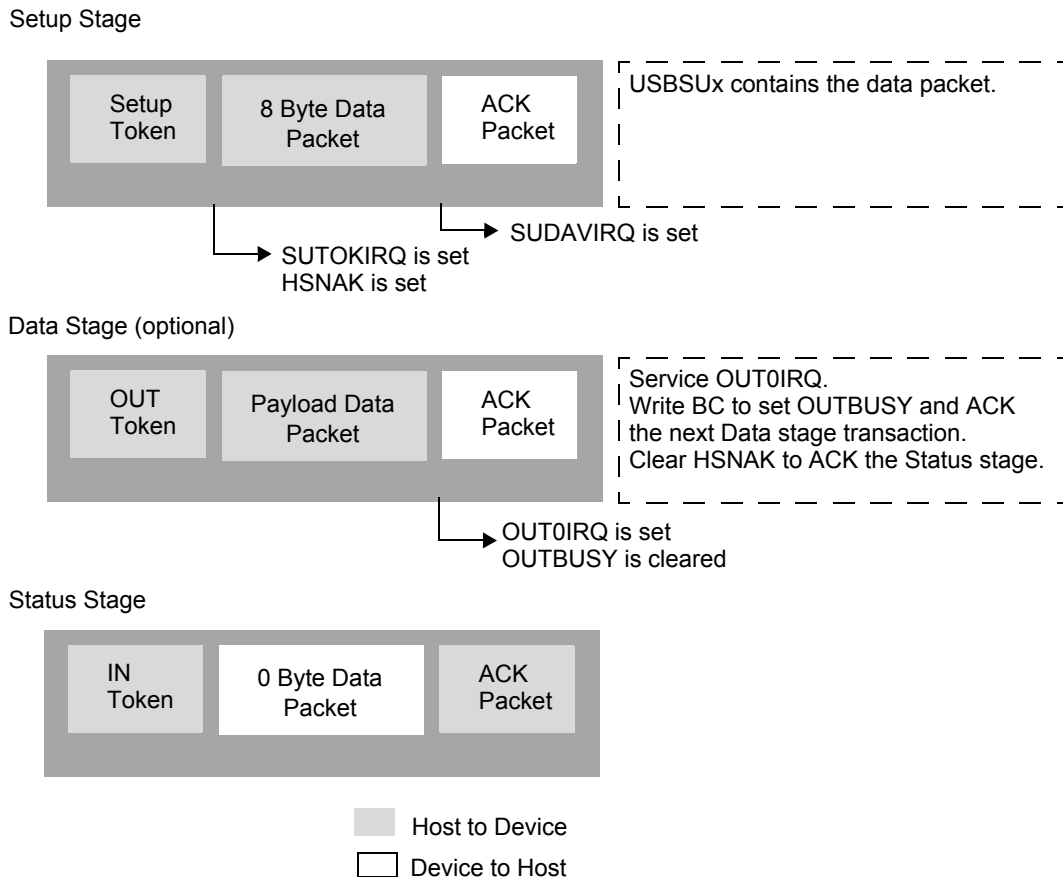 Setup Stage
Setup
Token
8 Byte Data
Packet
ACK
Packet
USBSUx contains the data packet.
SUDAVIRQ is set
SUTOKIRQ is set
HSNAK is set
Data Stage (optional)
OUT
Token
Payload Data
Packet
ACK
Packet
Service OUT0IRQ.
Write BC to set OUTBUSY and ACK
the next Data stage transaction.
Clear HSNAK to ACK the Status stage.
OUT0IRQ is set
OUTBUSY is cleared
Status Stage
IN
Token
0 Byte Data
Packet
ACK
Packet
Host to Device
Device to Host